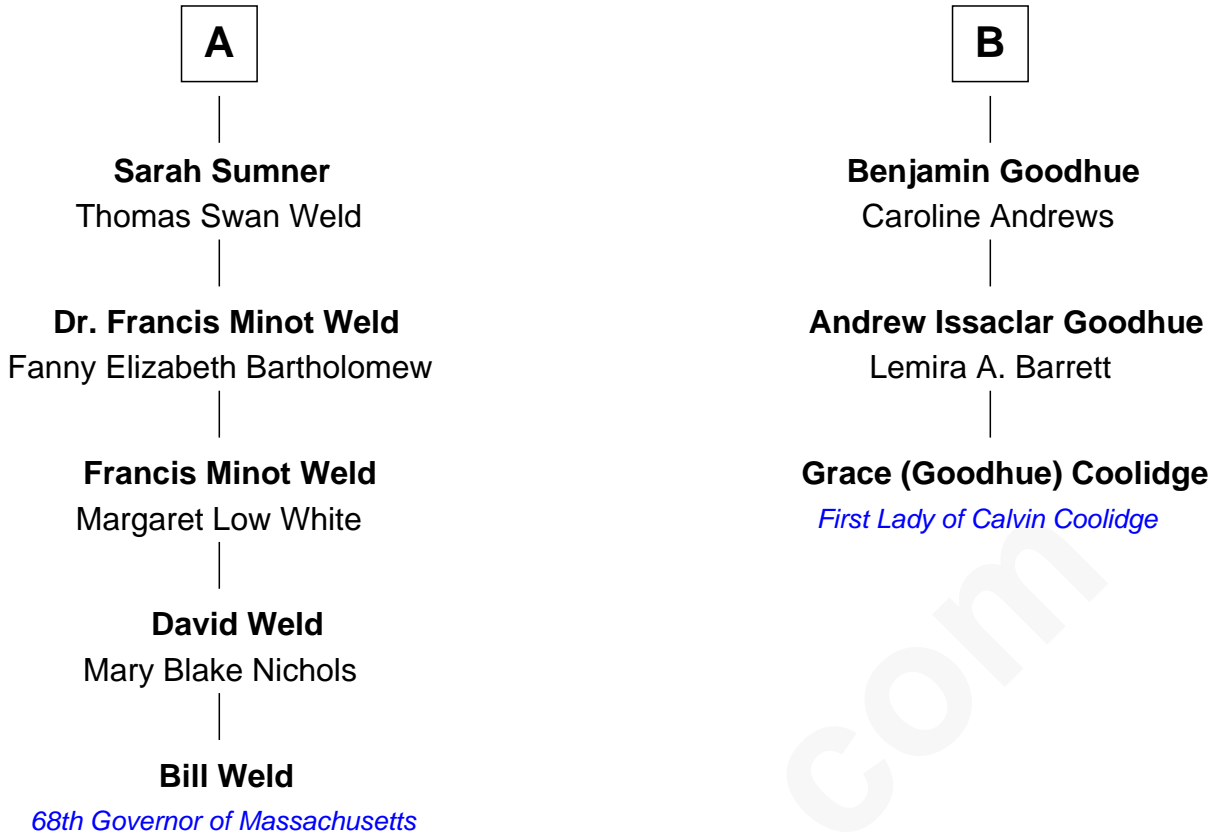 A
B
Sarah Sumner
Thomas Swan Weld
Benjamin Goodhue
Caroline Andrews
Dr. Francis Minot Weld
Fanny Elizabeth Bartholomew
Andrew Issaclar Goodhue
Lemira A. Barrett
Francis Minot Weld
Margaret Low White
Grace (Goodhue) Coolidge
First Lady of Calvin Coolidge
David Weld
Mary Blake Nichols
Bill Weld
68th Governor of Massachusetts
com